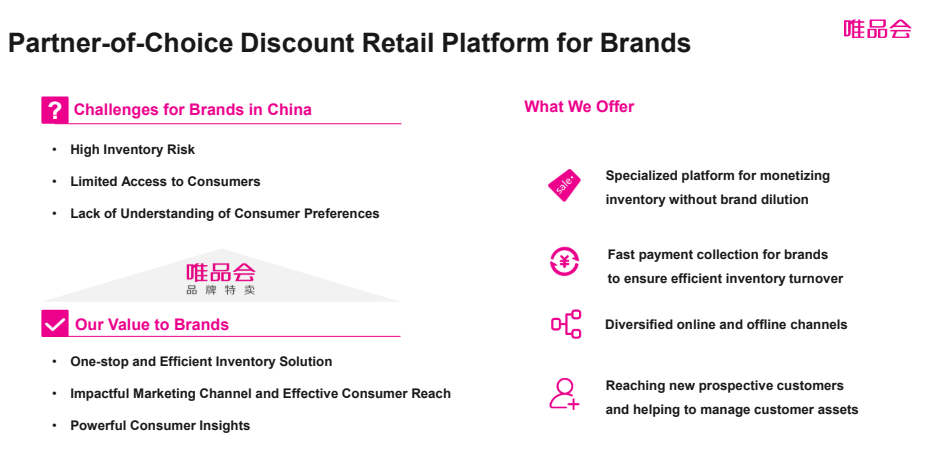 Partner-of-Choice Discount Retail Platform for Brands
唯品会
? Challenges for Brands in China
• High Inventory Risk
• Limited Access to Consumers
• Lack of Understanding of Consumer Preferences
唯品会
品牌特卖
Our Value to Brands
• One-stop and Efficient Inventory Solution
• Impactful Marketing Channel and Effective Consumer Reach
• Powerful Consumer Insights
What We Offer
sale
Specialized platform for monetizing
inventory without brand dilution
¥
Fast payment collection for brands
to ensure efficient inventory turnover
Diversified online and offline channels
Reaching new prospective customers
and helping to manage customer assets